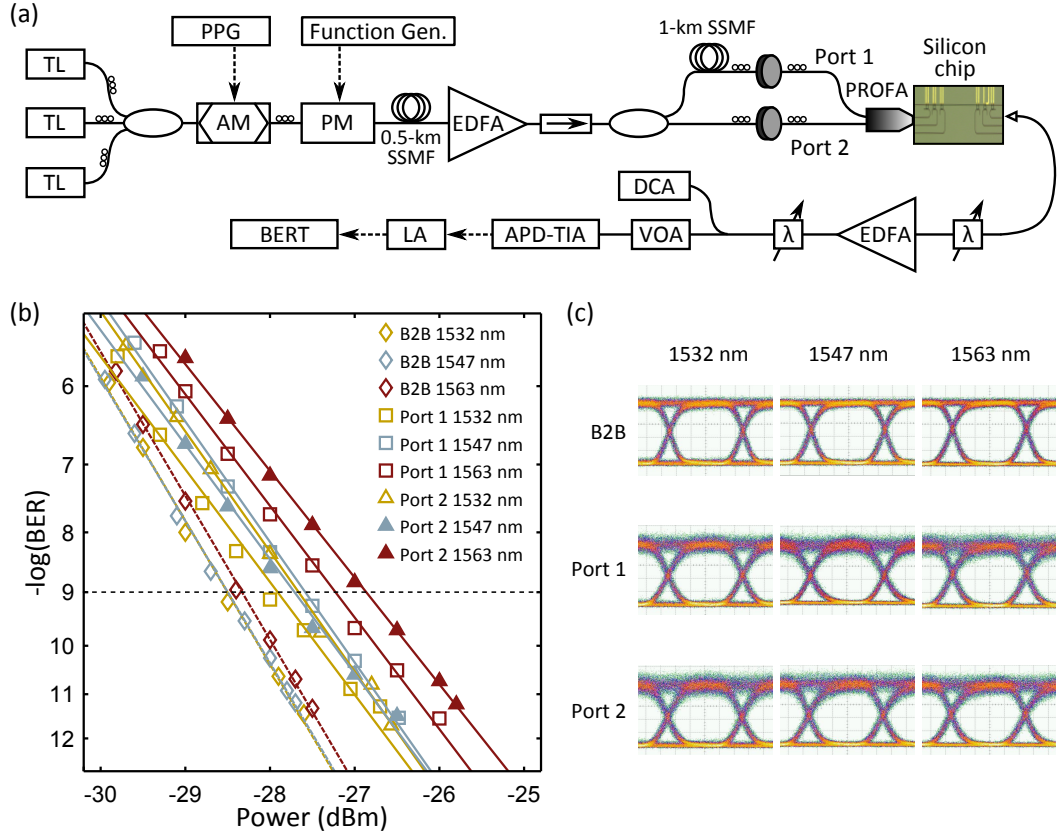 (a)
PPG
Function Gen.
1-km SSMF
Port 1
Silicon
chip
TL
TL
TL
AM
PM
0.5-km
SSMF
EDFA
PROFA
Port 2
DCA
BERT
LA
APD-TIA
VOA
λ
EDFA
λ
(b)
-log(BER)
6
7
8
9
10
11
12
-30
-29
-28
-27
-26
-25
Power (dBm)
B2B 1532 nm
B2B 1547 nm
B2B 1563 nm
Port 1 1532 nm
Port 1 1547 nm
Port 1 1563 nm
Port 2 1532 nm
Port 2 1547 nm
Port 2 1563 nm
(c)
1532 nm
1547 nm
1563 nm
B2B
Port 1
Port 2